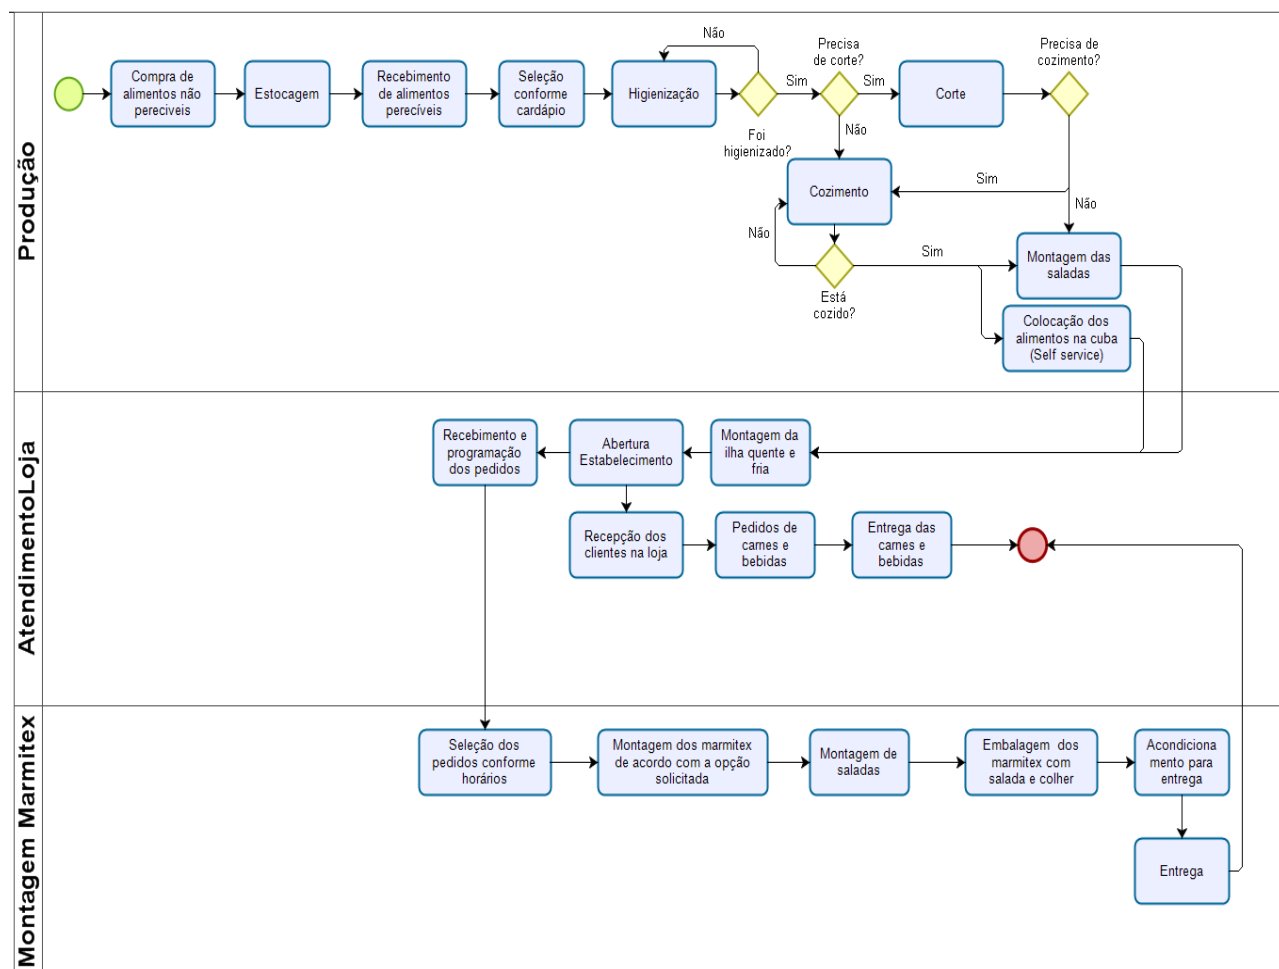 Produção
Compra de
alimentos não
pereciveis
Estocagem
Recebimento
de alimentos
perecíveis
Seleção
conforme
cardápio
Higienização
Não
Foi
higienizado?
Sim
Precisa
de corte?
Sim
Não
Corte
Precisa de
cozimento?
Sim
Não
Cozimento
Não
Está
cozido?
Sim
Montagem das
saladas
Colocação dos
alimentos na cuba
(Self service)
AtendimentoLoja
Recebimento e
programação
dos pedidos
Abertura
Estabelecimento
Montagem da
ilha quente e
fria
Recepção dos
clientes na loja
Pedidos de
carnes e
bebidas
Entrega das
carnes e
bebidas
Montagem Marmitex
Seleção dos
pedidos conforme
horários
Montagem dos marmitex
de acordo com a opção
solicitada
Montagem de
saladas
Embalagem dos
marmitex com
salada e colher
Acondiciona
mento para
entrega
Entrega